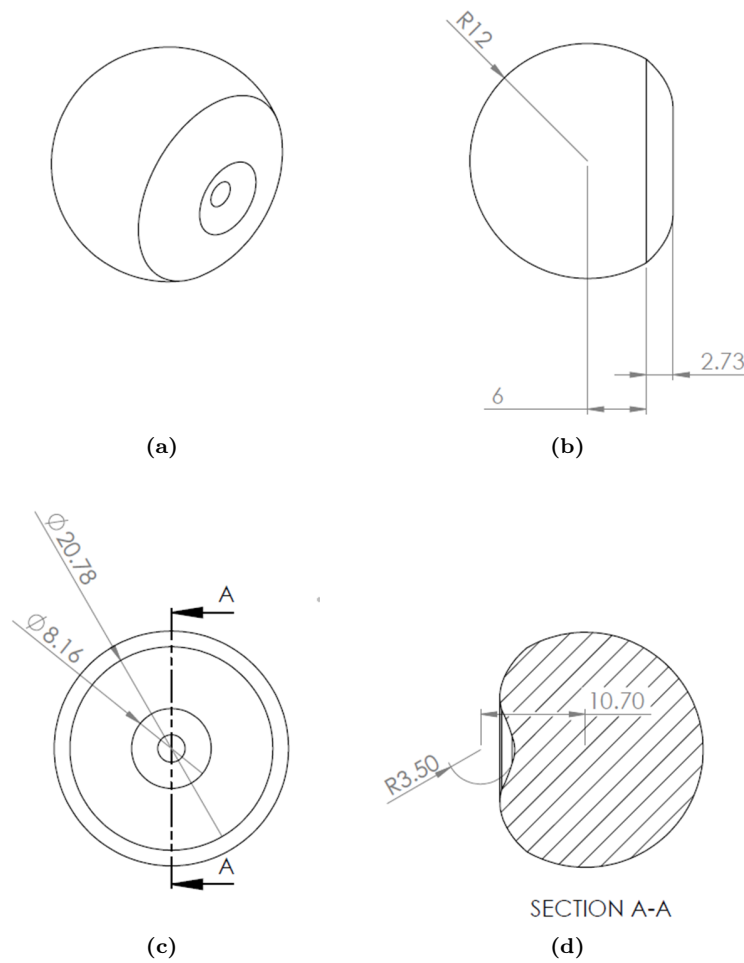 R12
2.73
6
(a)
(b)
Ø20.78
A
Ø8.16
10.70
R3.50
A
SECTION A-A
(c)
(d)